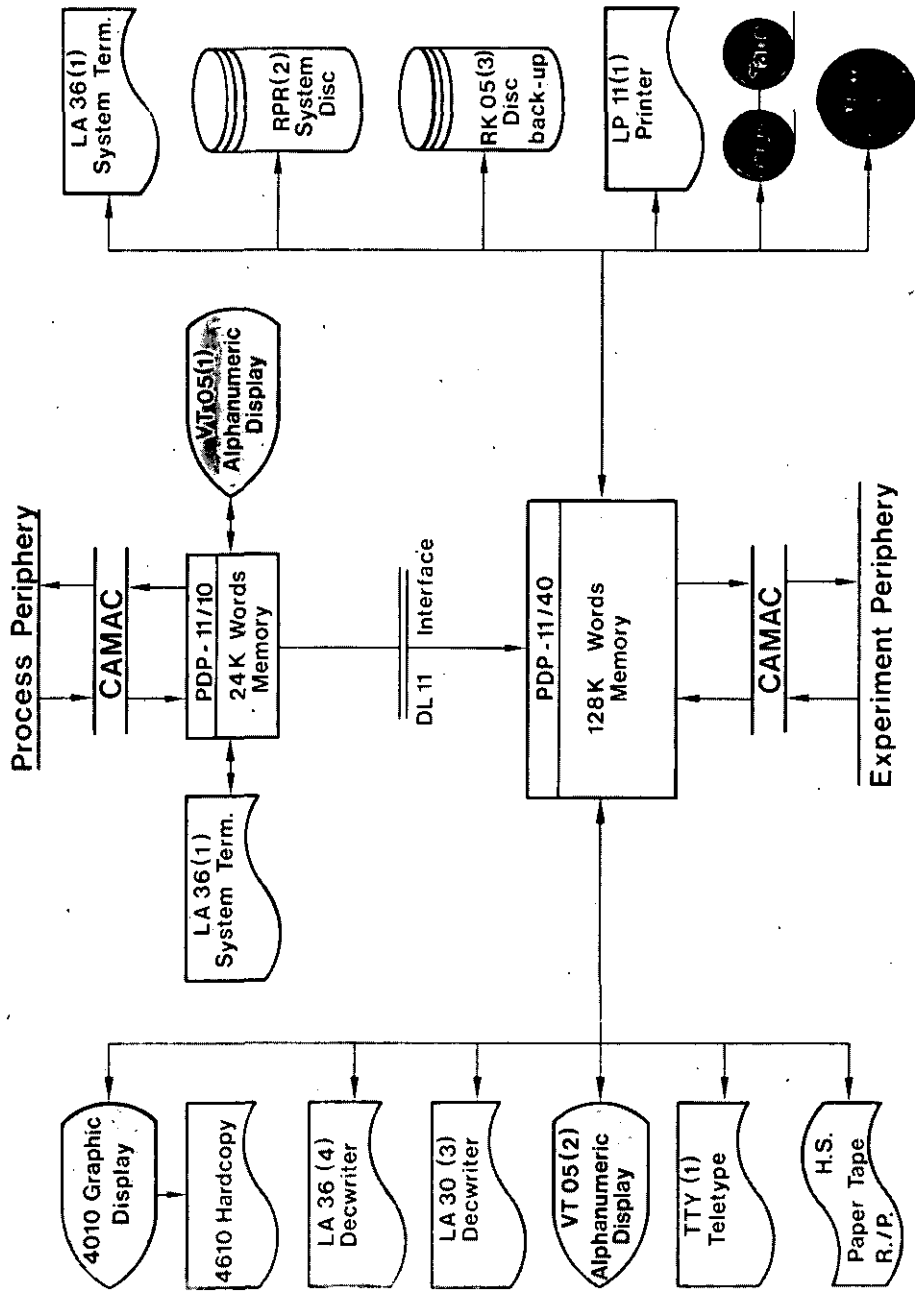 Process Periphery
CAMAC
PDP-11/10
24K Words
Memory
LA 36(1)
System Term.
VT 05(1)
Alphanumeric
Display
DL 11 Interface
PDP-11/40
128K Words
Memory
CAMAC
Experiment Periphery
4010 Graphic
Display
4610 Hardcopy
LA 36 (4)
Decwriter
LA 30 (3)
Decwriter
VT 05(2)
Alphanumeric
Display
TTY (1)
Teletype
H.S.
Paper Tape
R./P.
LA 36(1)
System Term.
RPR(2)
System
Disc
RK 05(3)
Disc
back-up
LP 11(1)
Printer